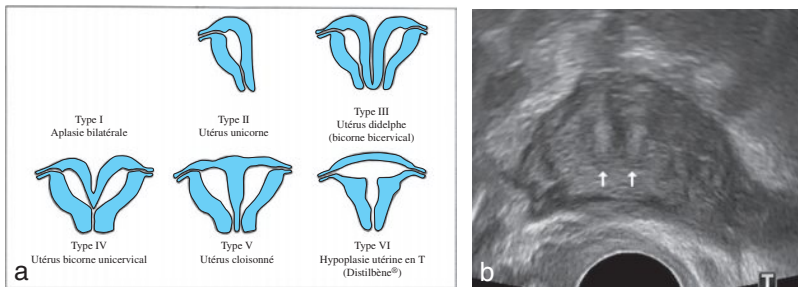 Type I
Aplasie bilatérale
Type II
Utérus unicorne
Type III
Utérus didelphe
(bicorne bicervical)
Type IV
Utérus bicorne unicervical
Type V
Utérus cloisonné
Type VI
Hypoplasie utérine en T
(Distilbène®)
a
b
T